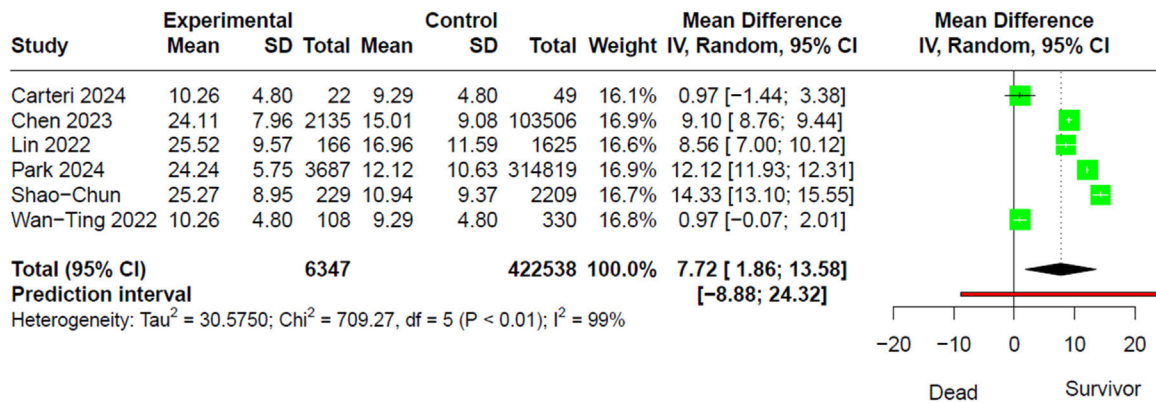 Experimental Control Mean Difference Mean Difference
Study Mean SD Total Mean SD Total Weight IV, Random, 95% CI IV, Random, 95% CI
Carteri 2024 10.26 4.80 22 9.29 4.80 49 16.1% 0.97 [−1.44; 3.38]
Chen 2023 24.11 7.96 2135 15.01 9.08 103506 16.9% 9.10 [ 8.76; 9.44]
Lin 2022 25.52 9.57 166 16.96 11.59 1625 16.6% 8.56 [ 7.00; 10.12]
Park 2024 24.24 5.75 3687 12.12 10.63 314819 16.9% 12.12 [11.93; 12.31]
Shao−Chun 25.27 8.95 229 10.94 9.37 2209 16.7% 14.33 [13.10; 15.55]
Wan−Ting 2022 10.26 4.80 108 9.29 4.80 330 16.8% 0.97 [−0.07; 2.01]
Total (95% CI) 6347 422538 100.0% 7.72 [ 1.86; 13.58]
Prediction interval [−8.88; 24.32]
Heterogeneity: Tau² = 30.5750; Chi² = 709.27, df = 5 (P < 0.01); I² = 99%
−20 −10 0 10 20
Dead Survivor